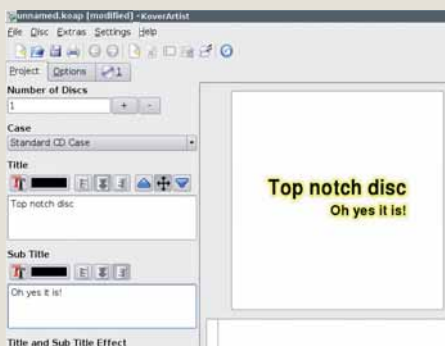 unnamed.koap [modified] - KoverArtist
File Disc Extras Settings Help
Project Options 1
Number of Discs
1 + -
Case
Standard CD Case
Title
Top notch disc
Sub Title
Oh yes it is!
Title and Sub Title Effect
Top notch disc
Oh yes it is!